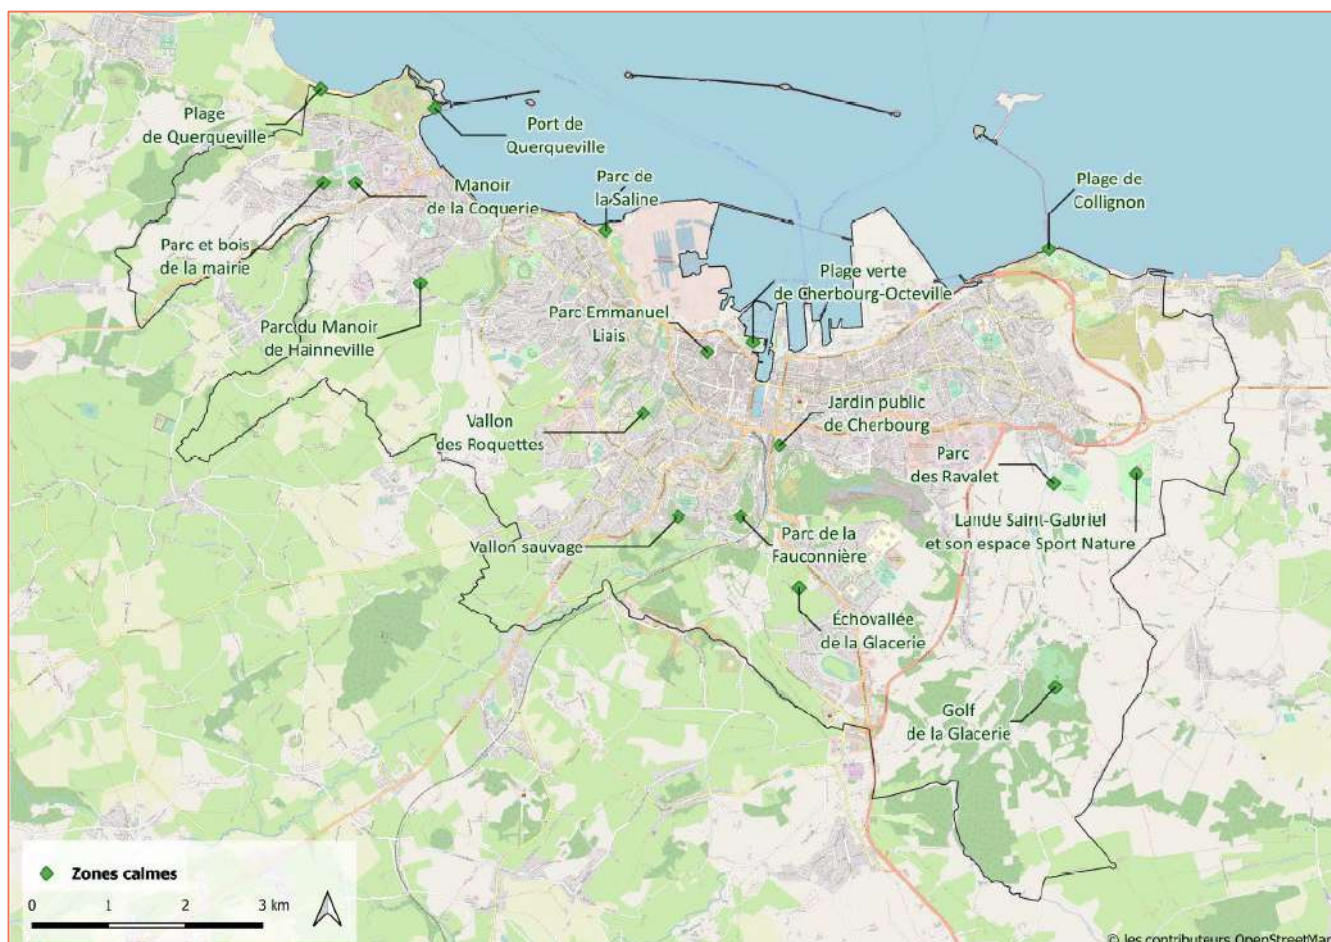 Plage
de Querqueville
Port de
Querqueville
Manoir
de la Coquerie
Parc de
la Saline
Plage de
Collignon
Parc et bois
de la mairie
Plage verte
de Cherbourg-Octeville
Parc Emmanuel
Liais
Parc du Manoir
de Hainneville
Vallon
des Roquettes
Jardin public
de Cherbourg
Parc
des Ravalet
Lande Saint-Gabriel
et son espace Sport Nature
Vallon sauvage
Parc de la
Fauconnière
Échovallée
de la Glacerie
Golf
de la Glacerie
Zones calmes
0 1 2 3 km
© les contributeurs OpenStreetMap